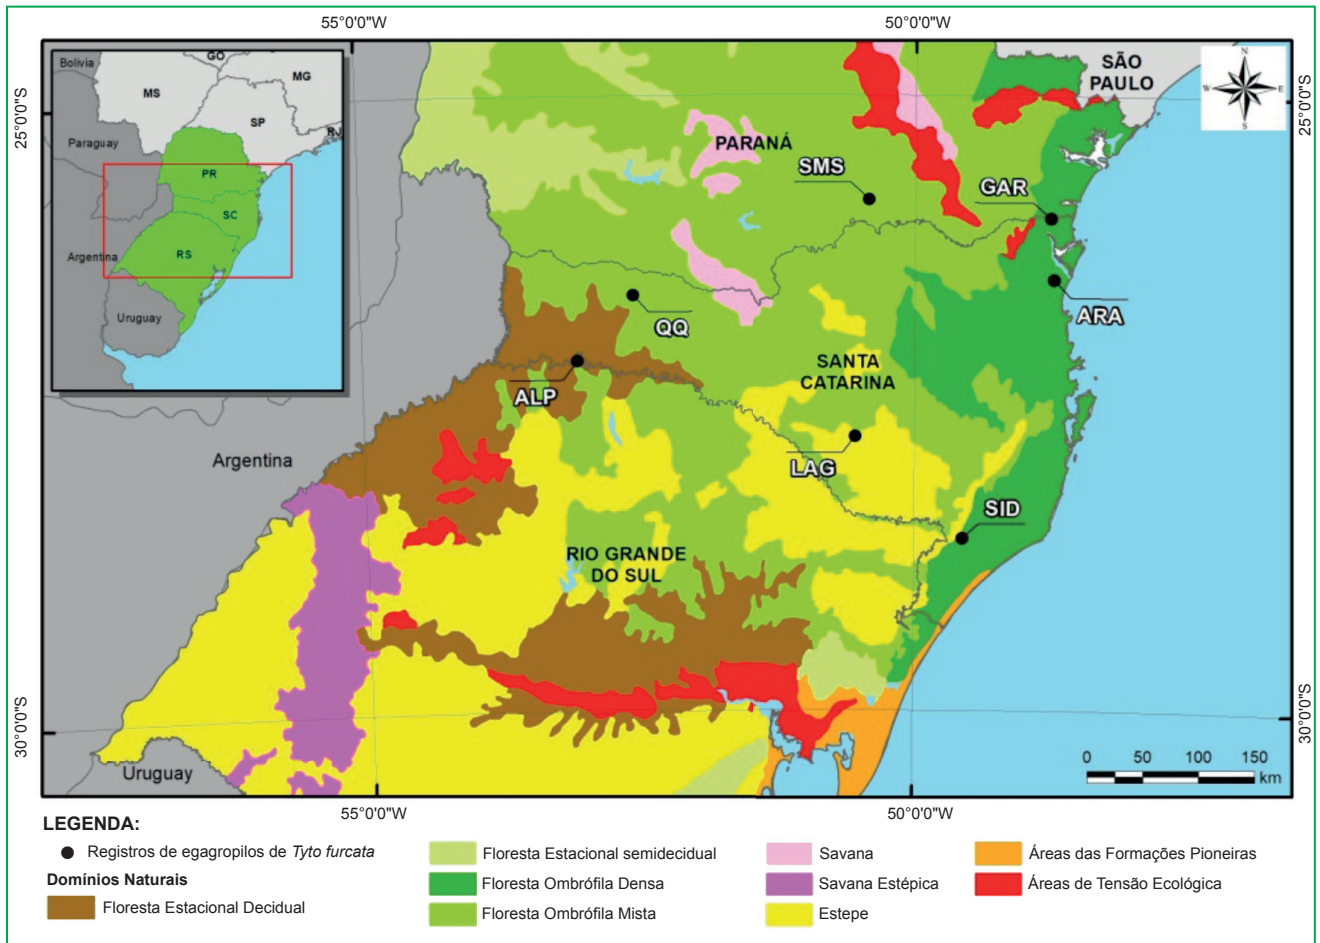 55°0'0"W
50°0'0"W
25°0'0"S
25°0'0"S
Bolivia
GO
MG
MS
SP
RJ
Paraguay
PR
SC
Argentina
RS
Uruguay
SÃO
PAULO
N
W
E
S
PARANÁ
SMS
GAR
QQ
ARA
SANTA
CATARINA
ALP
LAG
Argentina
SID
RIO GRANDE
DO SUL
30°0'0"S
30°0'0"S
Uruguay
0 50 100 150
km
55°0'0"W
50°0'0"W
LEGENDA:
Registros de egagropilos de Tyto furcata
Domínios Naturais
Floresta Estacional Decidual
Floresta Estacional semidecidual
Floresta Ombrófila Densa
Floresta Ombrófila Mista
Savana
Savana Estépica
Estepe
Áreas das Formações Pioneiras
Áreas de Tensão Ecológica